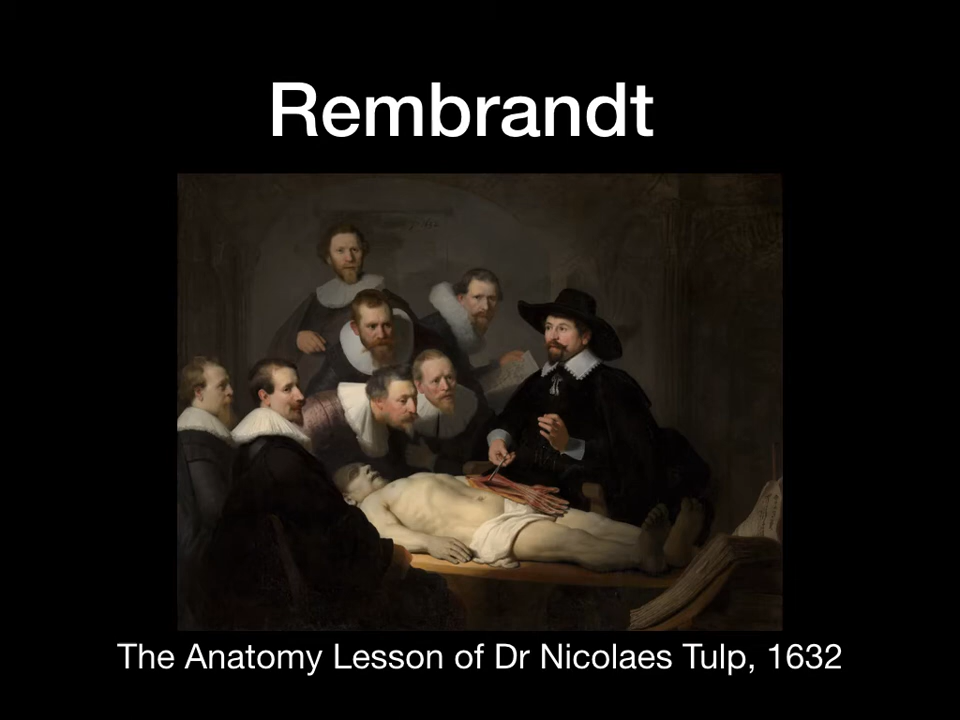 Rembrandt
The Anatomy Lesson of Dr Nicolaes Tulp, 1632